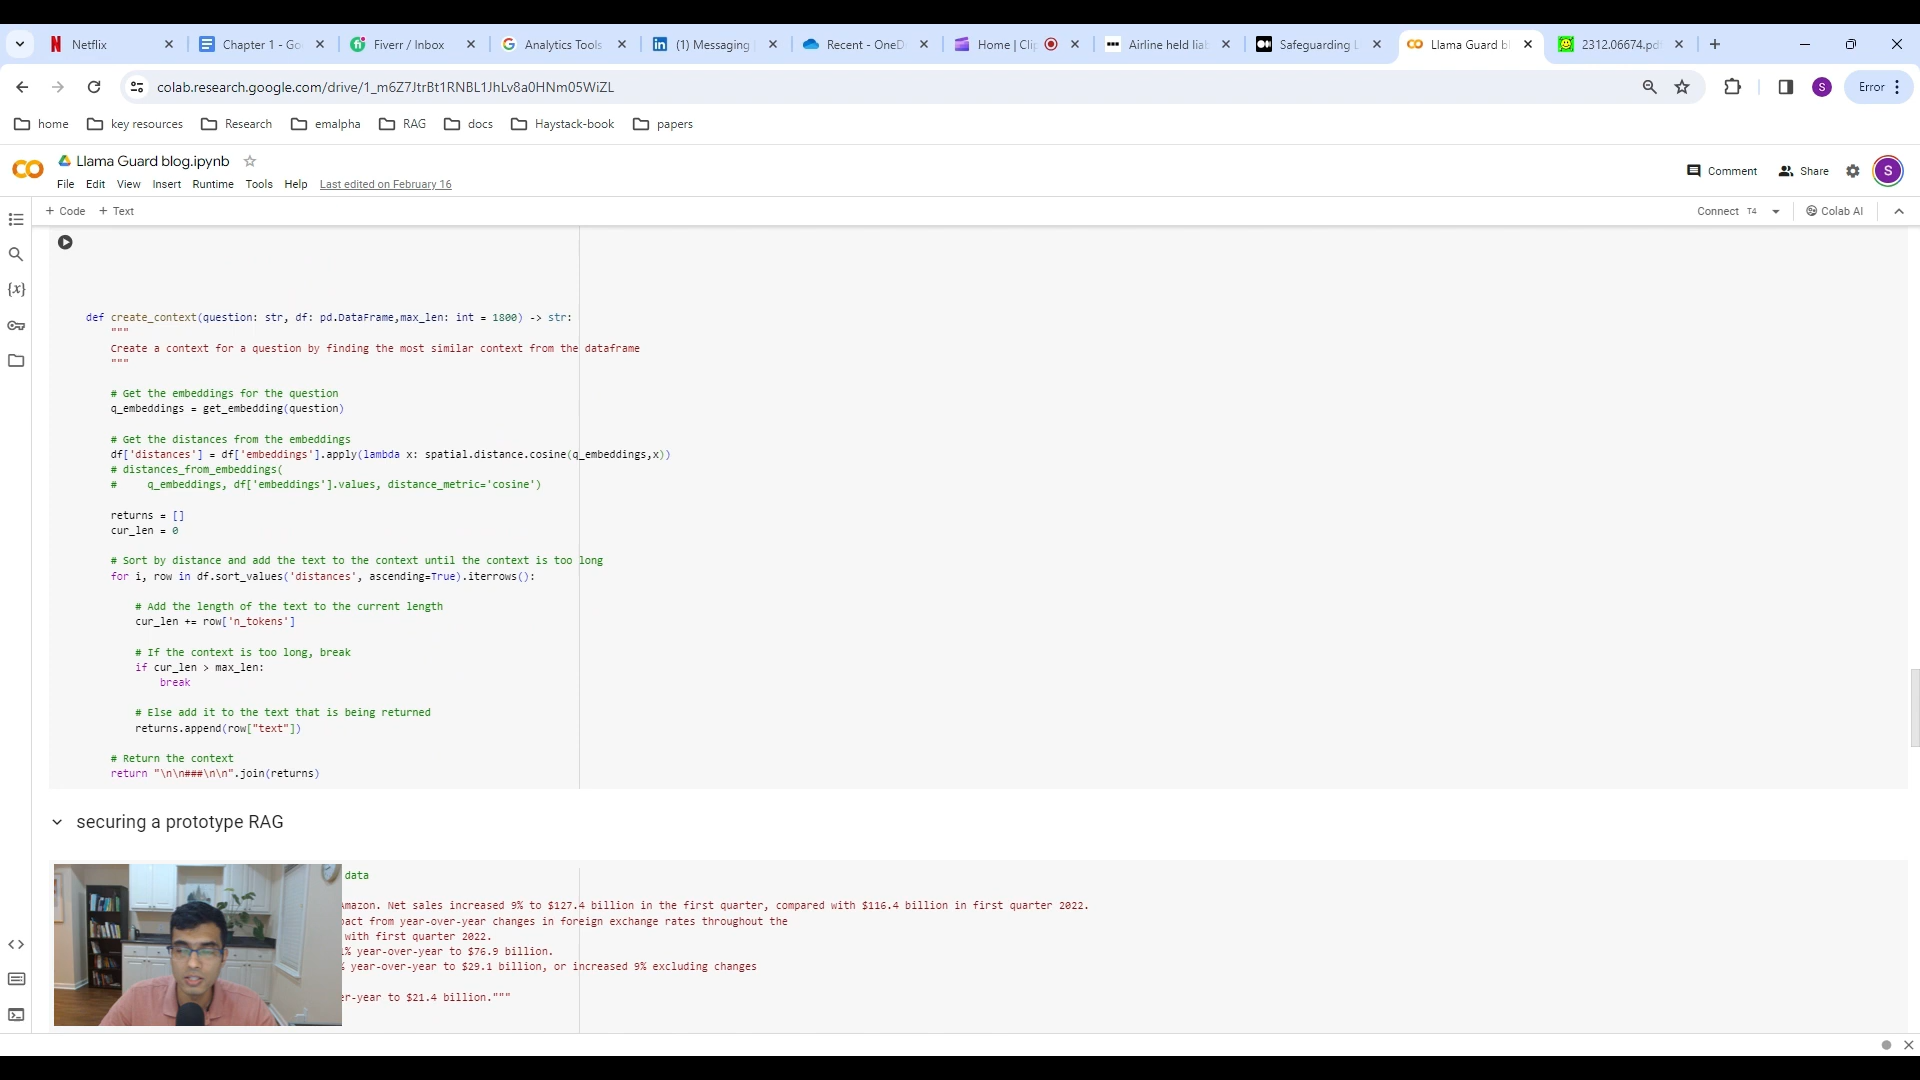 Netflix
Chapter 1 - Go
Fiverr / Inbox
Analytics Tools
(1) Messaging
Recent - OneD
Home | Cli
Airline held lia
Safeguarding L
Llama Guard bl
2312.06674.pd
colab.research.google.com/drive/1_m6Z7JtrBt1RNBL1JhLv8a0HNm05WiZL
S
Error
home
key resources
Research
emalpha
RAG
docs
Haystack-book
papers
Llama Guard blog.ipynb
Comment
Share
S
File Edit View Insert Runtime Tools Help Last edited on February 16
+ Code + Text
Connect T4
Colab AI
def create_context(question: str, df: pd.DataFrame,max_len: int = 1800) -> str:
"""
Create a context for a question by finding the most similar context from the dataframe
"""
# Get the embeddings for the question
q_embeddings = get_embedding(question)
# Get the distances from the embeddings
df['distances'] = df['embeddings'].apply(lambda x: spatial.distance.cosine(q_embeddings,x))
# distances_from_embeddings(
# q_embeddings, df['embeddings'].values, distance_metric='cosine')
returns = []
cur_len = 0
# Sort by distance and add the text to the context until the context is too long
for i, row in df.sort_values('distances', ascending=True).iterrows():
# Add the length of the text to the current length
cur_len += row['n_tokens']
# If the context is too long, break
if cur_len > max_len:
break
# Else add it to the text that is being returned
returns.append(row["text"])
# Return the context
return "\n\n###\n\n".join(returns)
securing a prototype RAG
data
Amazon. Net sales increased 9% to $127.4 billion in the first quarter, compared with $116.4 billion in first quarter 2022.
pact from year-over-year changes in foreign exchange rates throughout the
with first quarter 2022.
1% year-over-year to $76.9 billion.
% year-over-year to $29.1 billion, or increased 9% excluding changes
er-year to $21.4 billion."""